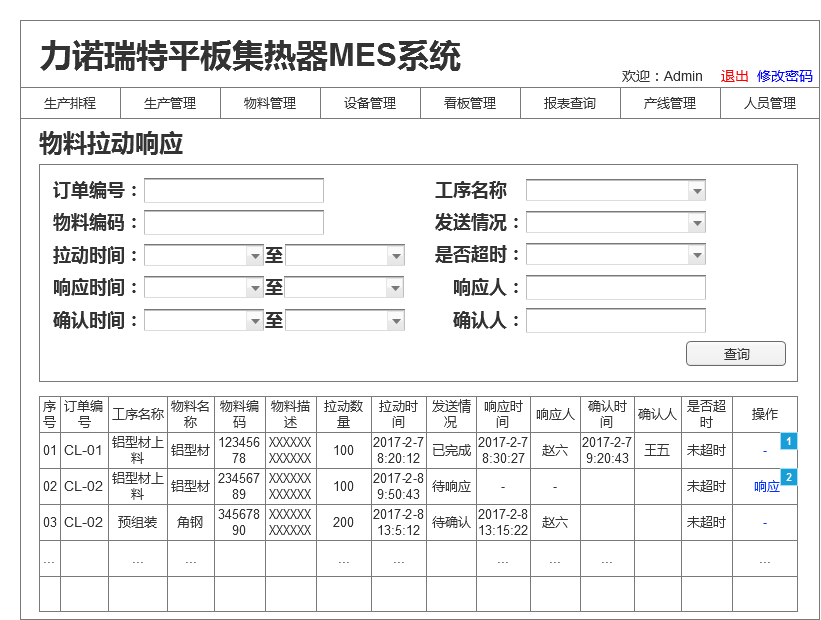 力诺瑞特平板集热器MES系统
欢迎：Admin 退出 修改密码
生产排程 生产管理 物料管理 设备管理 看板管理 报表查询 产线管理 人员管理
物料拉动响应
订单编号： 工序名称
物料编码： 发送情况：
拉动时间： 至 是否超时：
响应时间： 至 响应人：
确认时间： 至 确认人：
查询
序号 订单编号 工序名称 物料名称 物料编码 物料描述 拉动数量 拉动时间 发送情况 响应时间 响应人 确认时间 确认人 是否超时 操作
01 CL-01 铝型材上料 铝型材 12345678 XXXXXXXXXXXX 100 2017-2-7 8:20:12 已完成 2017-2-7 8:30:27 赵六 2017-2-7 9:20:43 王五 未超时 - 1
02 CL-02 铝型材上料 铝型材 23456789 XXXXXXXXXXXX 100 2017-2-8 9:50:43 待响应 - - 未超时 响应 2
03 CL-02 预组装 角钢 34567890 XXXXXXXXXXXX 200 2017-2-8 13:5:12 待确认 2017-2-8 13:15:22 赵六 未超时 -
... ... ... ... ... ... ... ... ...